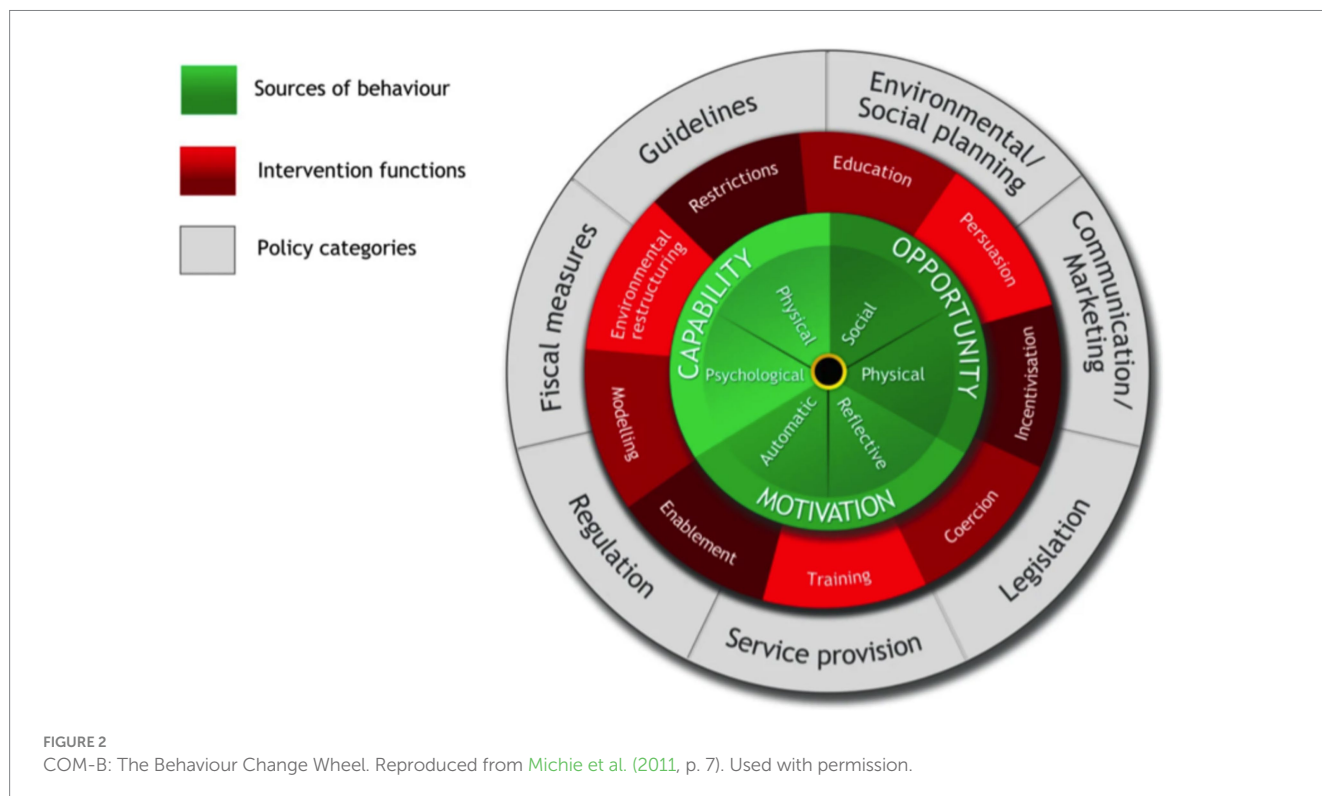 Sources of behaviour
Intervention functions
Policy categories
Guidelines
Environmental/
Social planning
Communication/
Marketing
Legislation
Service provision
Regulation
Fiscal measures
Restrictions
Education
Persuasion
Incentivisation
Coercion
Training
Enablement
Modelling
Environmental
restructuring
CAPABILITY
OPPORTUNITY
MOTIVATION
Physical
Social
Physical
Reflective
Automatic
Psychological
FIGURE 2
COM-B: The Behaviour Change Wheel. Reproduced from Michie et al. (2011, p. 7). Used with permission.